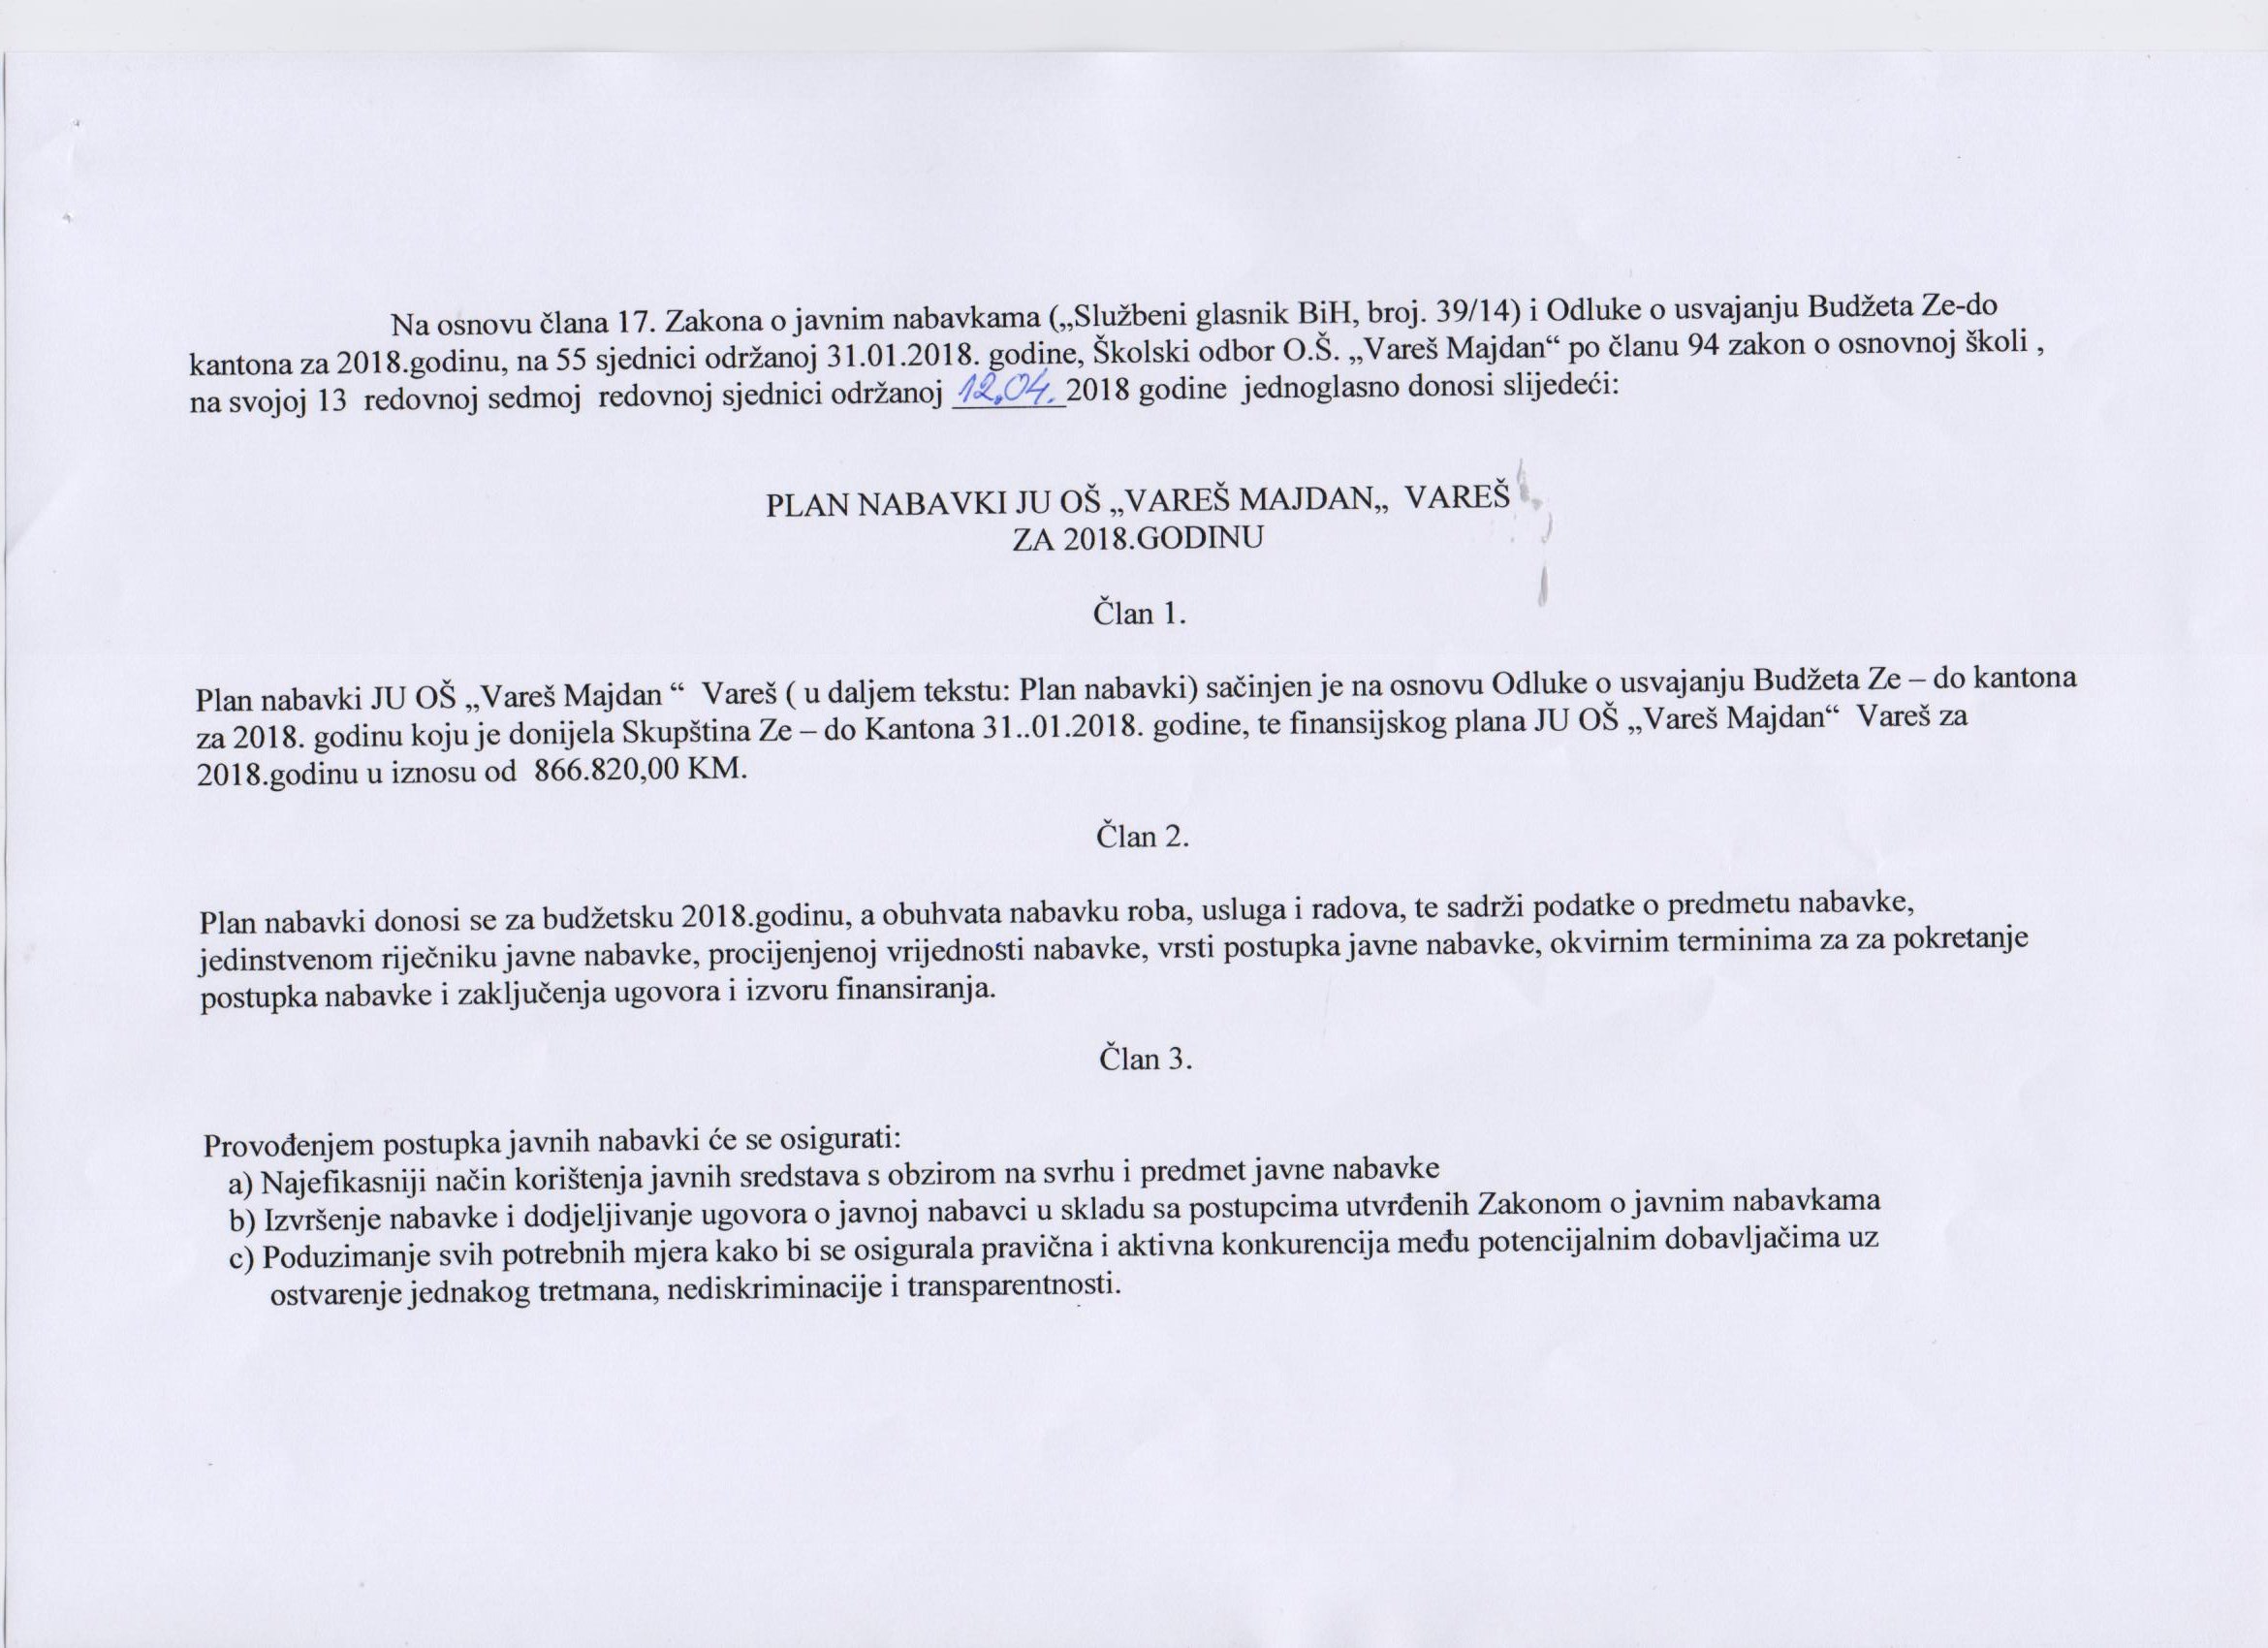 Na osnovu člana 17. Zakona o javnim nabavkama („Službeni glasnik BiH, broj. 39/14) i Odluke o usvajanju Budžeta Ze-do
kantona za 2018.godinu, na 55 sjednici održanoj 31.01.2018. godine, Školski odbor O.Š. „Vareš Majdan“ po članu 94 zakon o osnovnoj školi ,
na svojoj 13 redovnoj sedmoj redovnoj sjednici održanoj 12.04. 2018 godine jednoglasno donosi slijedeći:
PLAN NABAVKI JU OŠ „VAREŠ MAJDAN„ VAREŠ
ZA 2018.GODINU
Član 1.
Plan nabavki JU OŠ „Vareš Majdan “ Vareš ( u daljem tekstu: Plan nabavki) sačinjen je na osnovu Odluke o usvajanju Budžeta Ze – do kantona
za 2018. godinu koju je donijela Skupština Ze – do Kantona 31..01.2018. godine, te finansijskog plana JU OŠ „Vareš Majdan“ Vareš za
2018.godinu u iznosu od 866.820,00 KM.
Član 2.
Plan nabavki donosi se za budžetsku 2018.godinu, a obuhvata nabavku roba, usluga i radova, te sadrži podatke o predmetu nabavke,
jedinstvenom riječniku javne nabavke, procijenjenoj vrijednosti nabavke, vrsti postupka javne nabavke, okvirnim terminima za za pokretanje
postupka nabavke i zaključenja ugovora i izvoru finansiranja.
Član 3.
Provođenjem postupka javnih nabavki će se osigurati:
a) Najefikasniji način korištenja javnih sredstava s obzirom na svrhu i predmet javne nabavke
b) Izvršenje nabavke i dodjeljivanje ugovora o javnoj nabavci u skladu sa postupcima utvrđenih Zakonom o javnim nabavkama
c) Poduzimanje svih potrebnih mjera kako bi se osigurala pravična i aktivna konkurencija među potencijalnim dobavljačima uz
ostvarenje jednakog tretmana, nediskriminacije i transparentnosti.